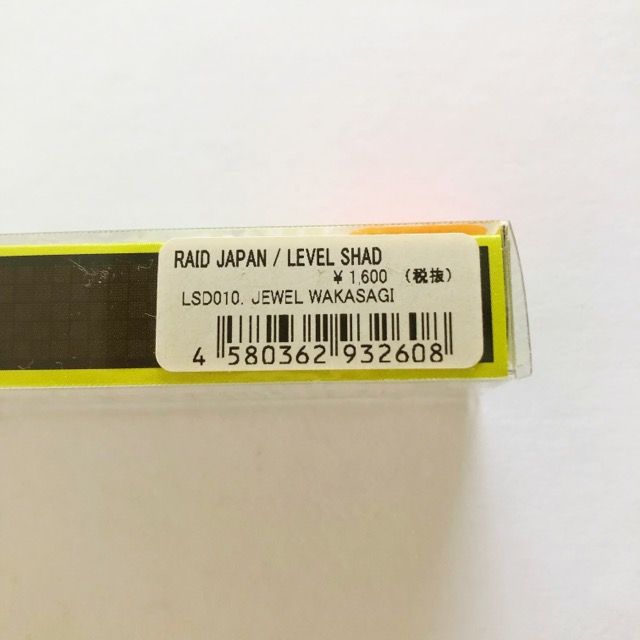 RAID JAPAN / LEVEL SHAD
¥ 1,600 (税抜)
LSD010. JEWEL WAKASAGI
4 580362 932608